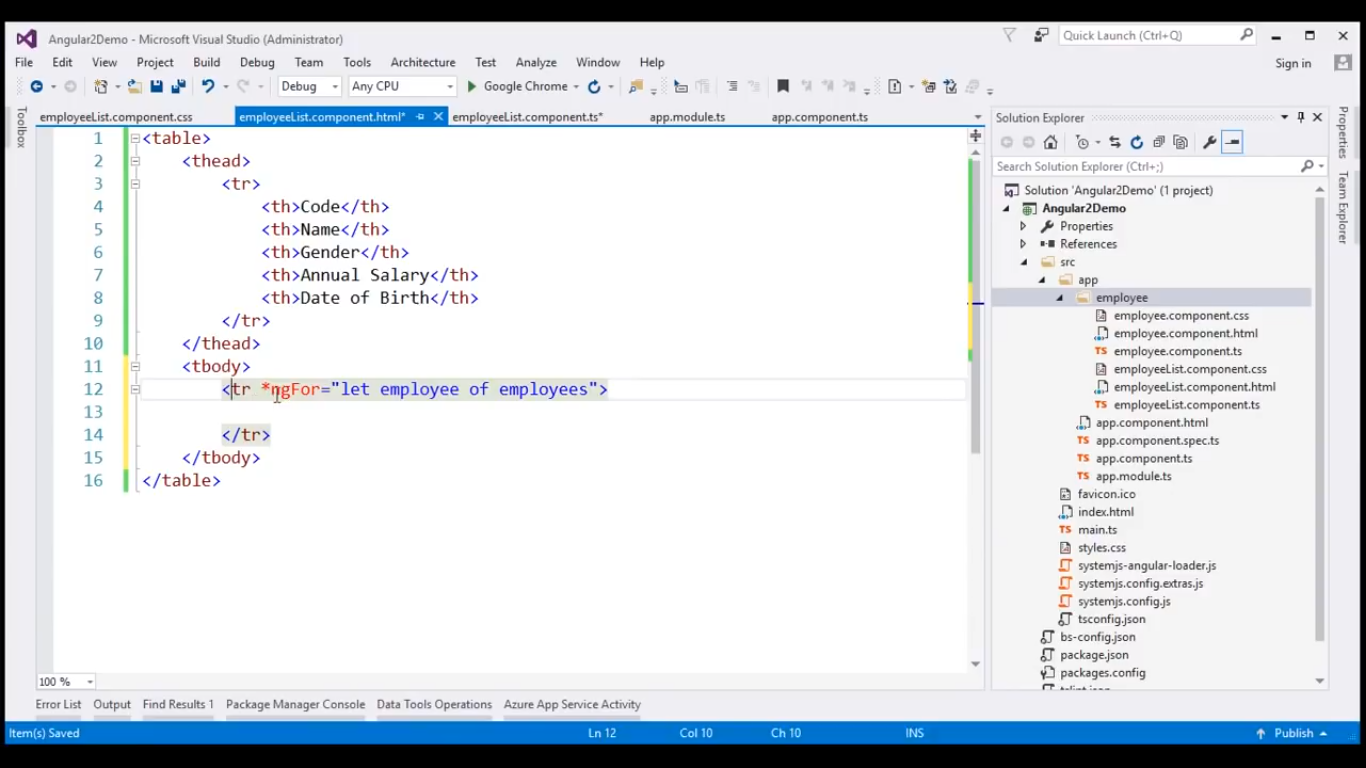 Angular2Demo - Microsoft Visual Studio (Administrator)
Quick Launch (Ctrl+Q)
File Edit View Project Build Debug Team Tools Architecture Test Analyze Window Help
Sign in
Debug Any CPU Google Chrome
Toolbox
employeeList.component.css employeeList.component.html* employeeList.component.ts* app.module.ts app.component.ts
1 <table>
2 <thead>
3 <tr>
4 <th>Code</th>
5 <th>Name</th>
6 <th>Gender</th>
7 <th>Annual Salary</th>
8 <th>Date of Birth</th>
9 </tr>
10 </thead>
11 <tbody>
12 <tr *ngFor="let employee of employees">
13
14 </tr>
15 </tbody>
16 </table>
100 %
Solution Explorer
Search Solution Explorer (Ctrl+;)
Solution 'Angular2Demo' (1 project)
Angular2Demo
Properties
References
src
app
employee
employee.component.css
employee.component.html
TS employee.component.ts
employeeList.component.css
employeeList.component.html
TS employeeList.component.ts
app.component.html
TS app.component.spec.ts
TS app.component.ts
TS app.module.ts
favicon.ico
index.html
TS main.ts
styles.css
systemjs-angular-loader.js
systemjs.config.extras.js
systemjs.config.js
tsconfig.json
bs-config.json
package.json
packages.config
Properties
Team Explorer
Error List Output Find Results 1 Package Manager Console Data Tools Operations Azure App Service Activity
Item(s) Saved Ln 12 Col 10 Ch 10 INS Publish